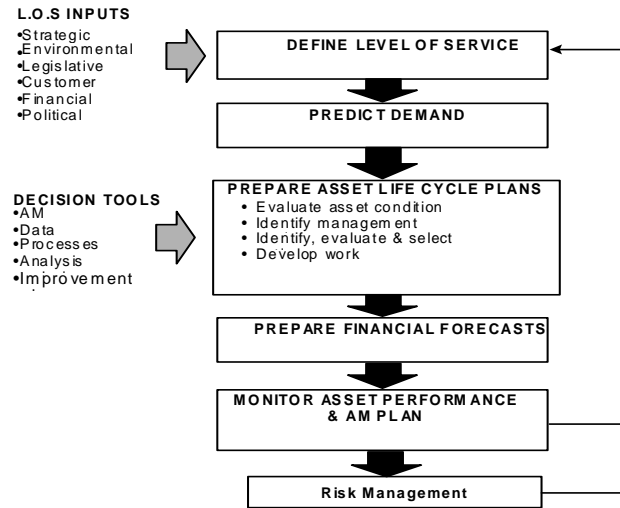 L.O.S INPUTS
•Strategic
•Environmental
•Legislative
•Customer
•Financial
•Political
DEFINE LEVEL OF SERVICE
PREDICT DEMAND
DECISION TOOLS
•AM
•Data
•Processes
•Analysis
•Improvement
PREPARE ASSET LIFE CYCLE PLANS
• Evaluate asset condition
• Identify management
• Identify, evaluate & select
• Develop work
PREPARE FINANCIAL FORECASTS
MONITOR ASSET PERFORMANCE
& AM PLAN
Risk Management